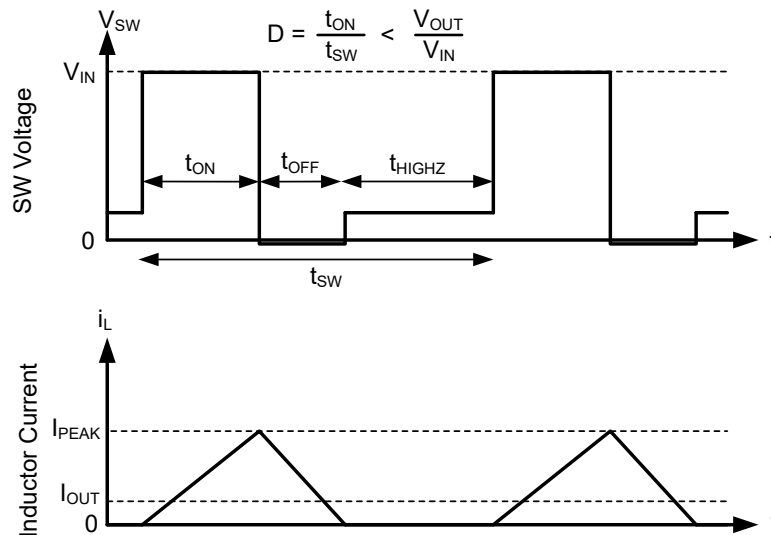 V_SW
D = t_ON / t_SW < V_OUT / V_IN
V_IN
SW Voltage
t_ON
t_OFF
t_HIGHZ
0
t
t_SW
i_L
Inductor Current
I_PEAK
I_OUT
0